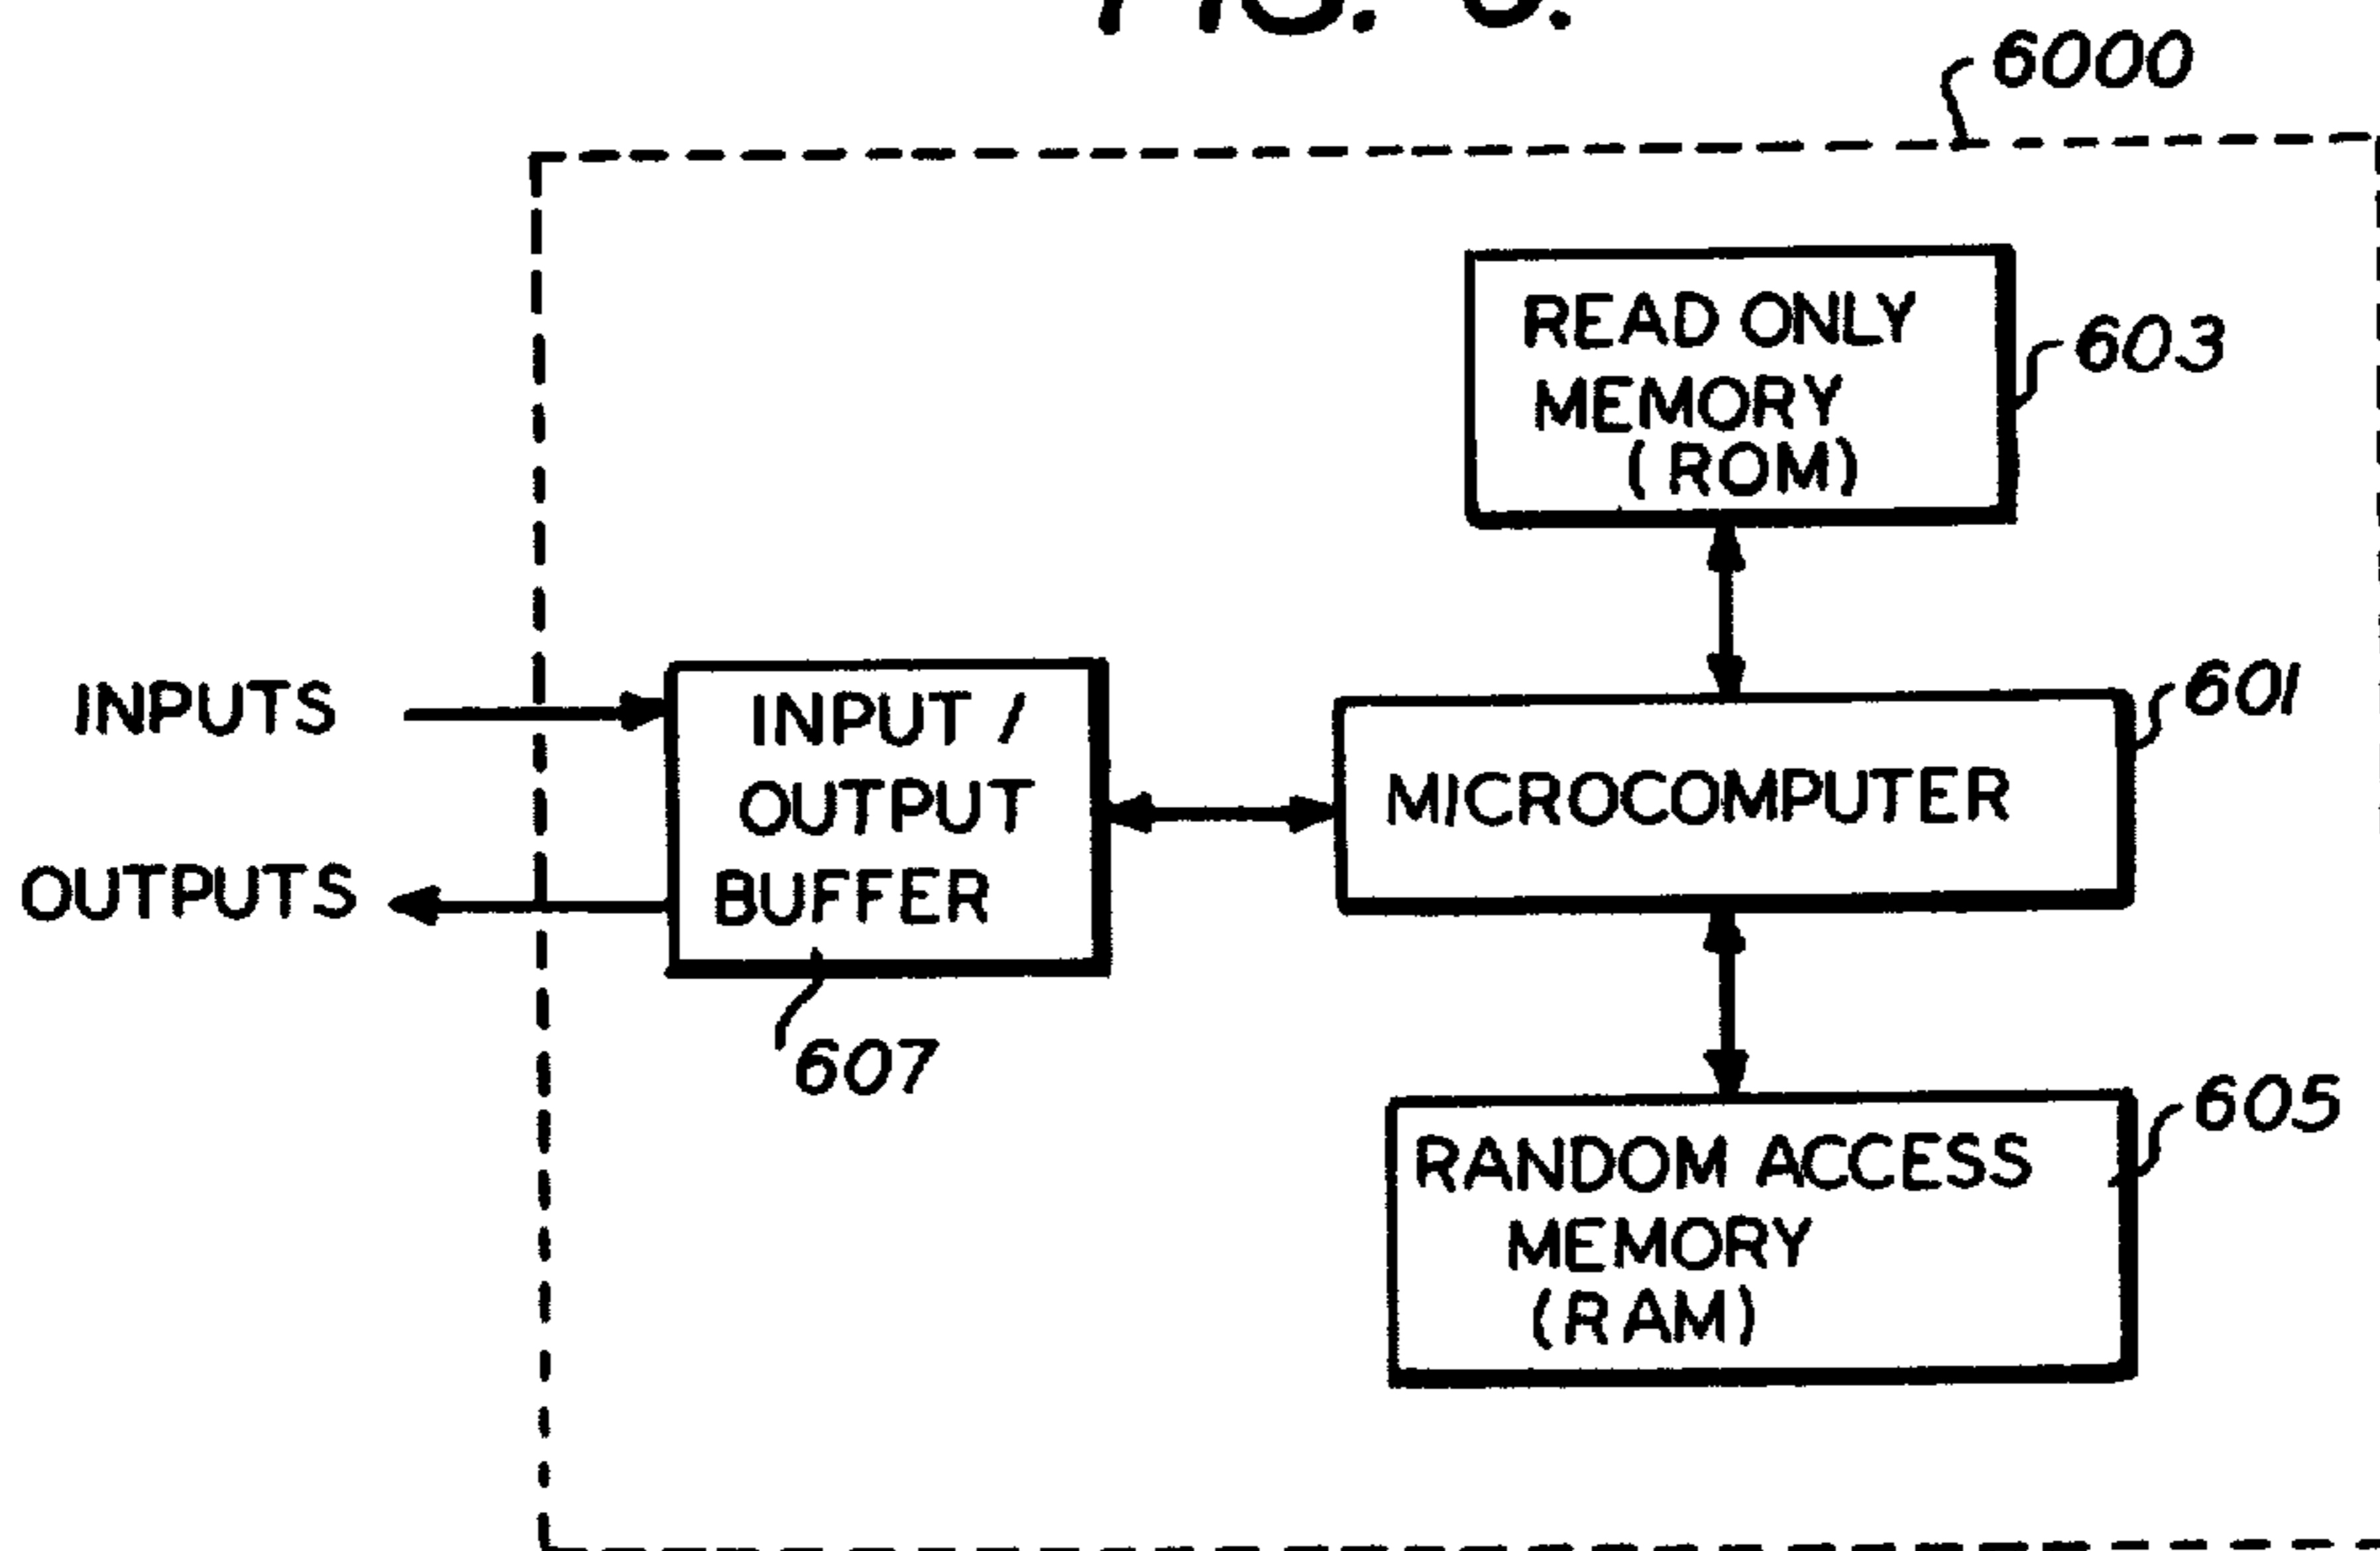 6000
READ ONLY
MEMORY
(ROM)
603
INPUTS
INPUT /
OUTPUT
BUFFER
OUTPUTS
607
MICROCOMPUTER
601
RANDOM ACCESS
MEMORY
(RAM)
605